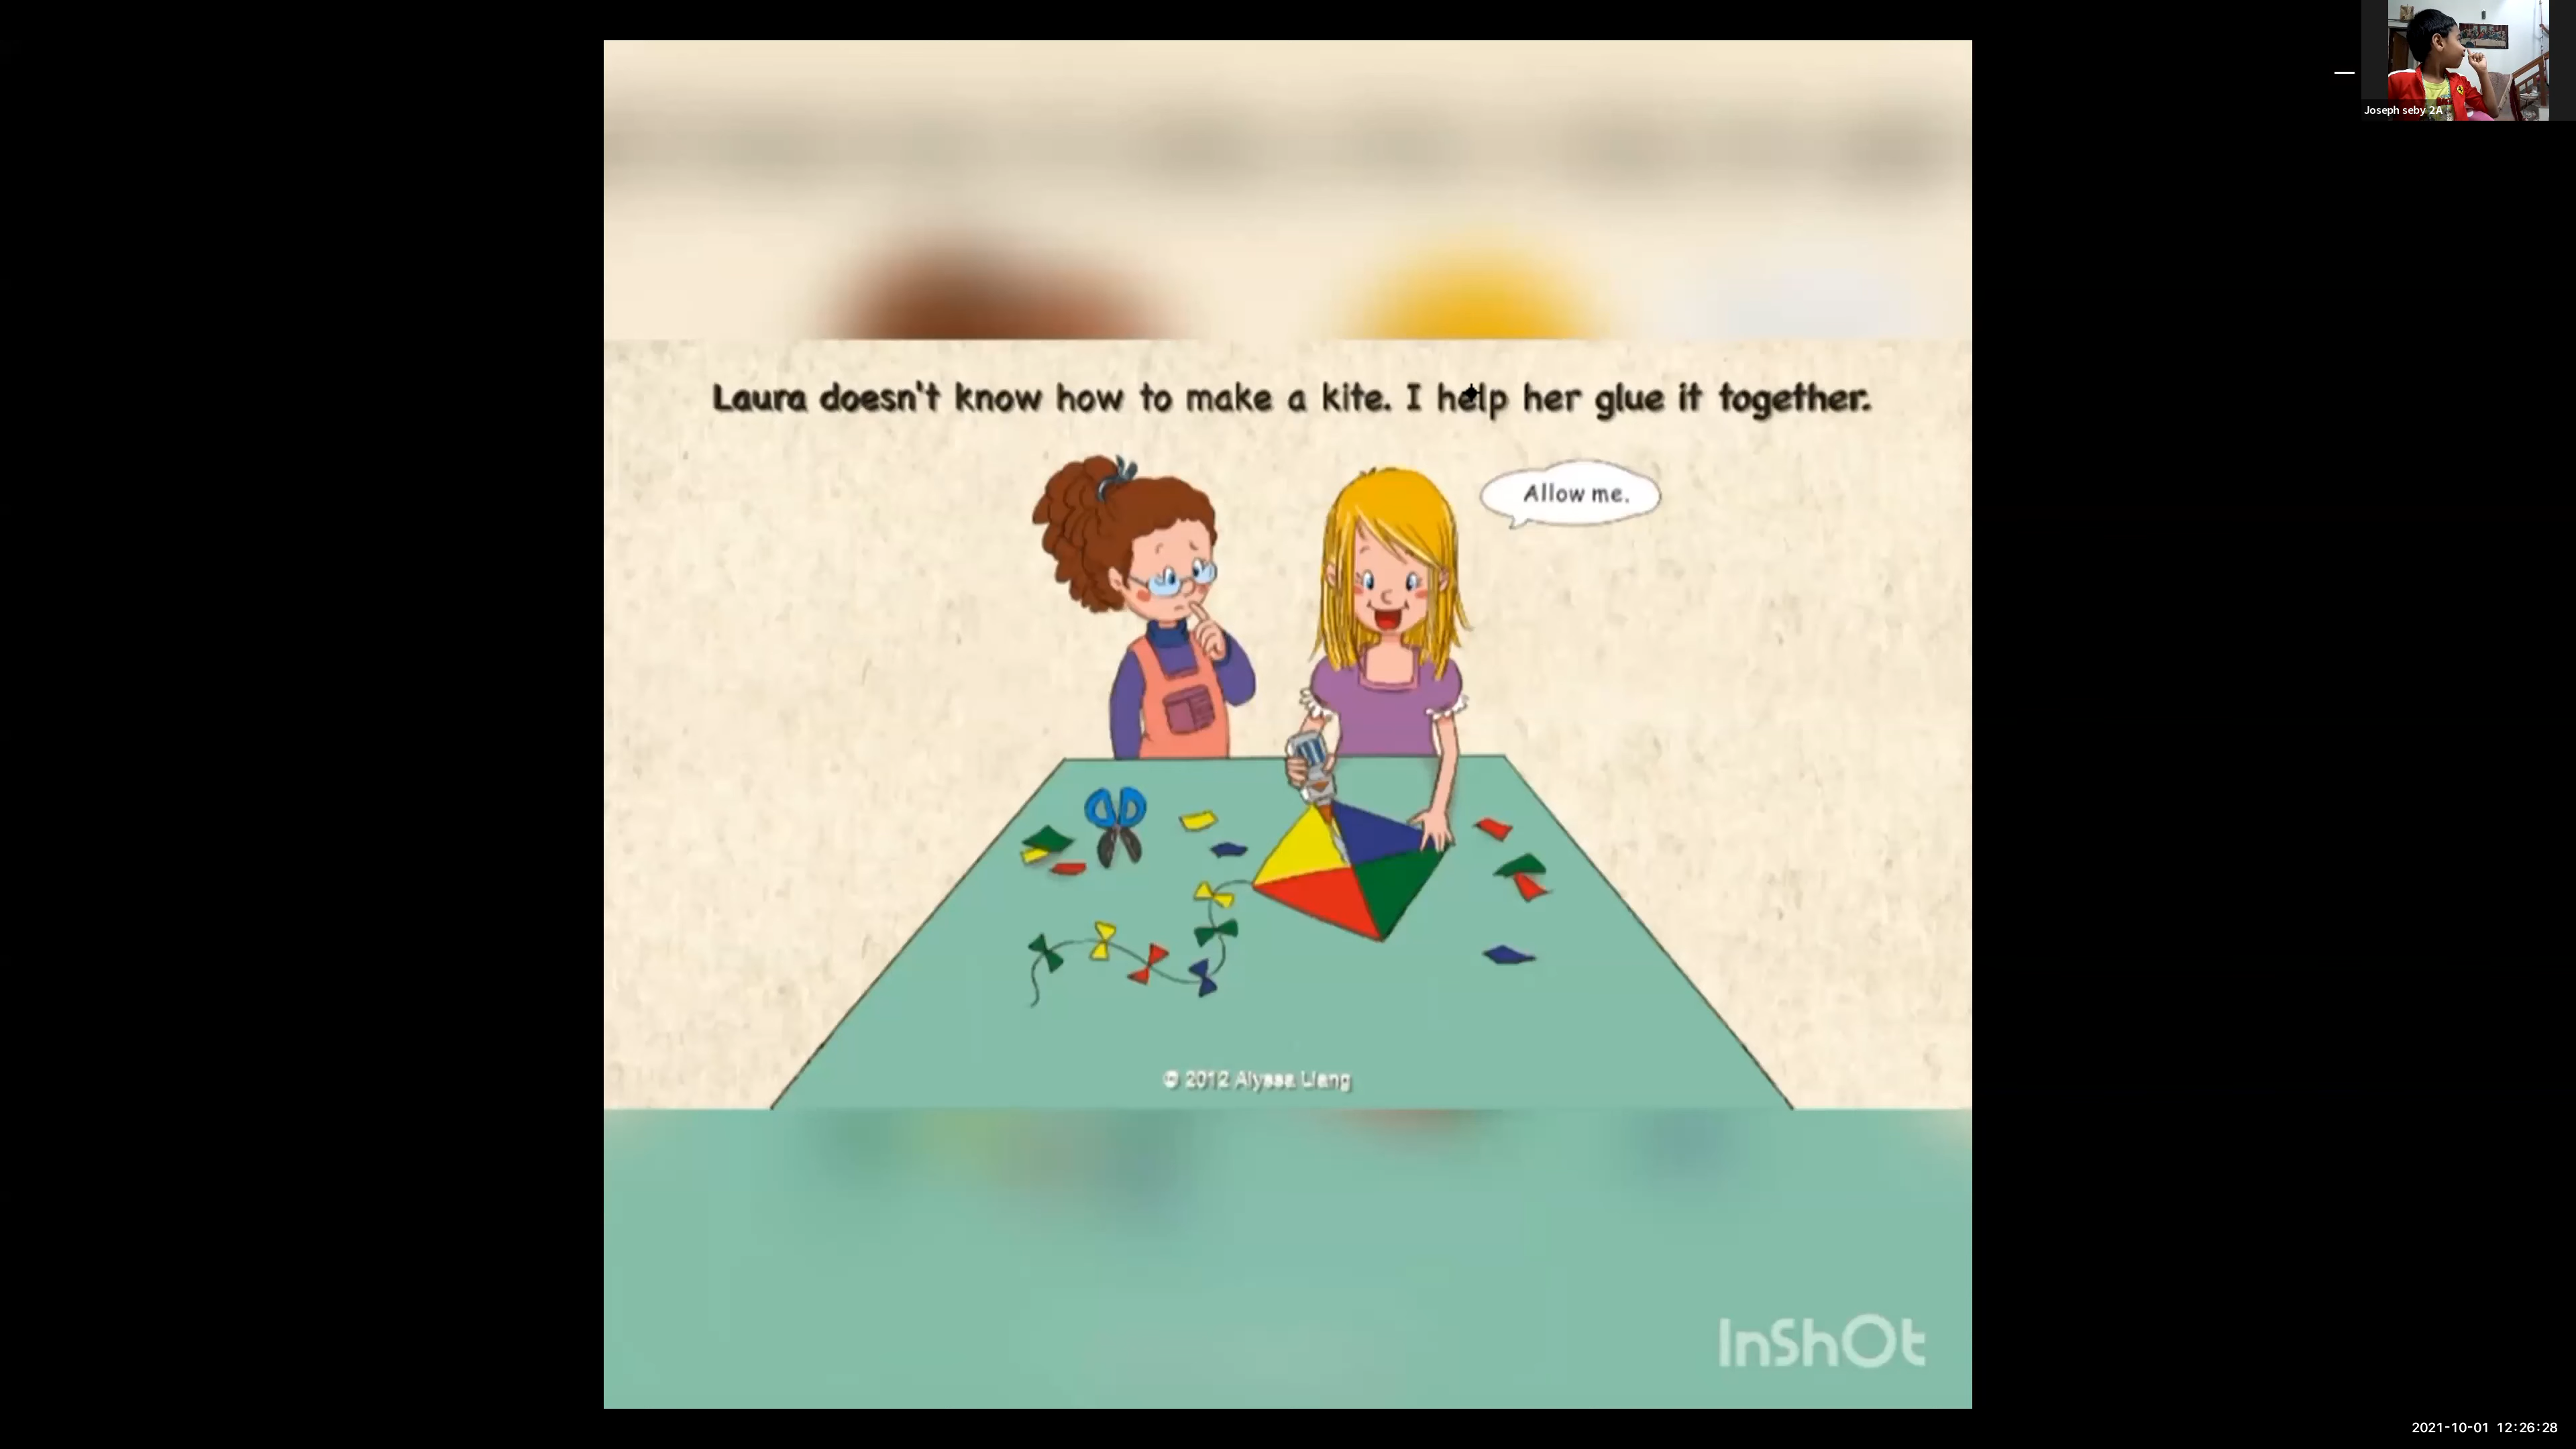 Joseph seby 2A
Laura doesn't know how to make a kite. I help her glue it together.
Allow me.
© 2012 Alyssa Liang
InShOt
2021-10-01 12:26:28